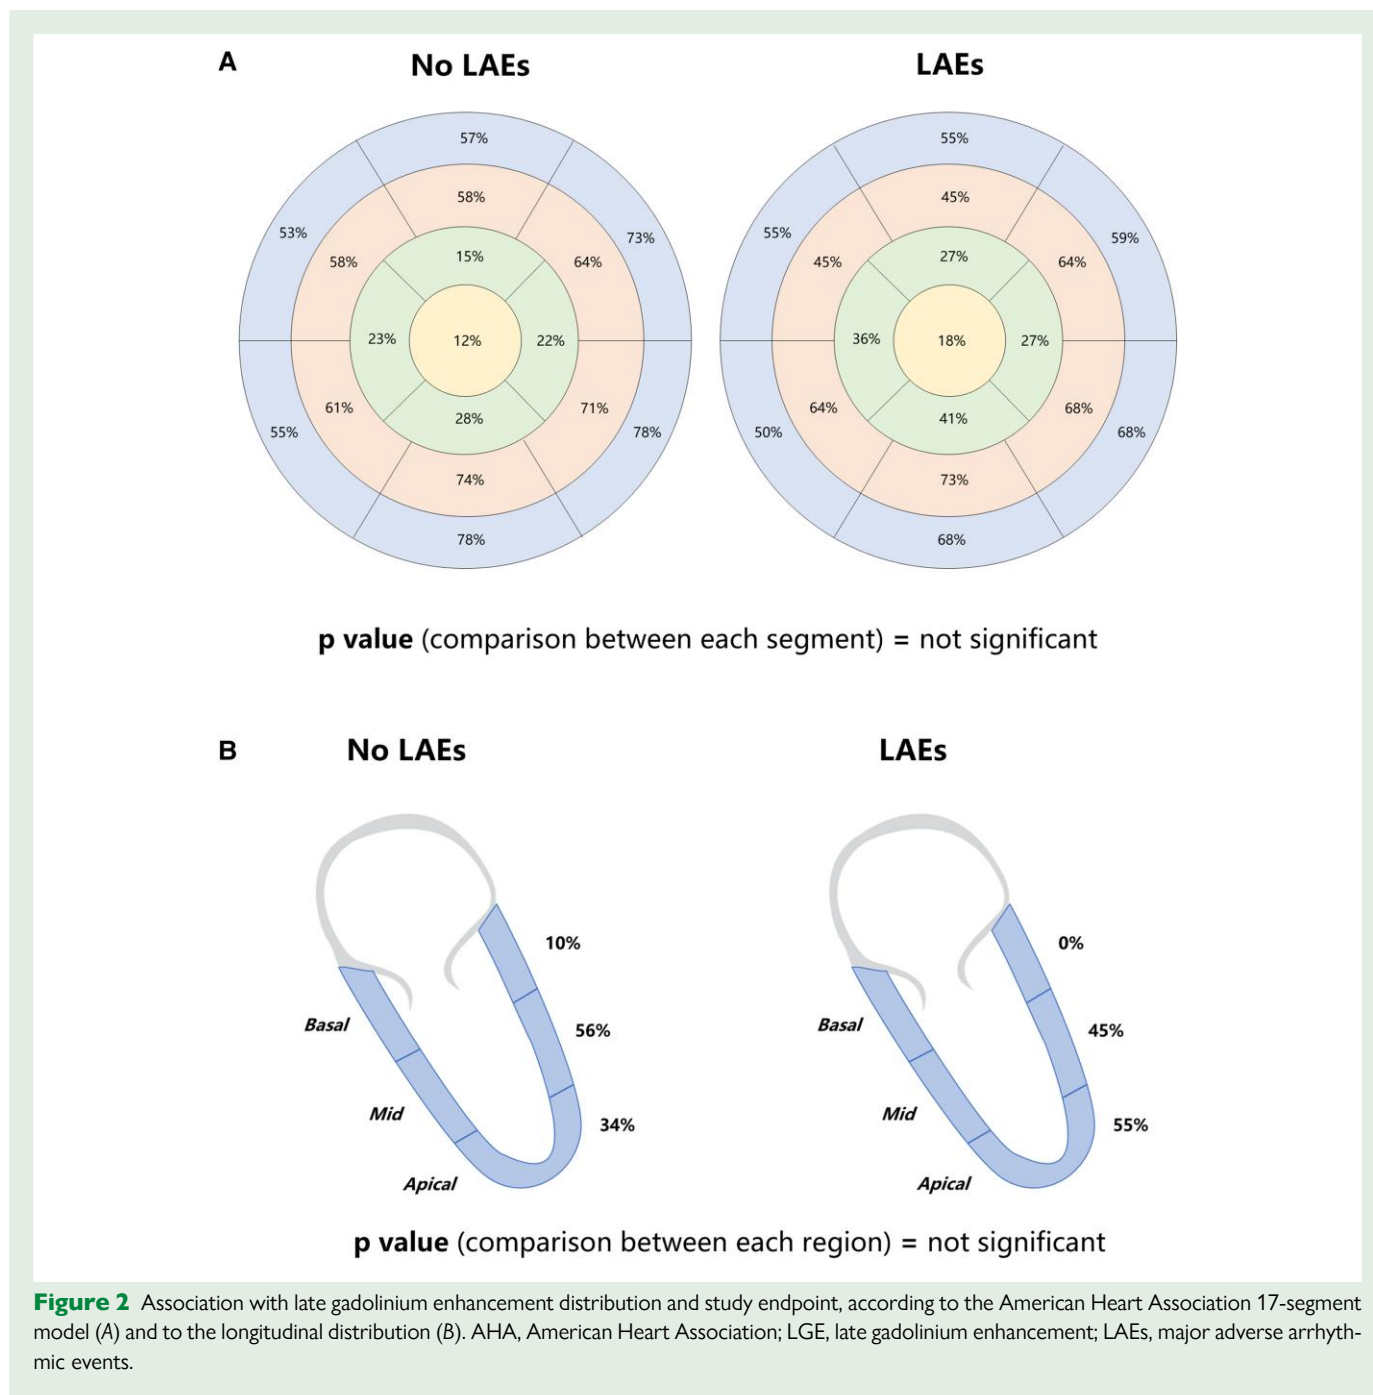 A
No LAEs
LAEs
57%
53%
73%
58%
58%
64%
15%
23%
12%
22%
28%
61%
71%
55%
78%
74%
78%
55%
55%
59%
45%
45%
64%
27%
36%
18%
27%
41%
64%
68%
50%
68%
73%
68%
p value (comparison between each segment) = not significant
B
No LAEs
LAEs
10%
56%
34%
Basal
Mid
Apical
0%
45%
55%
Basal
Mid
Apical
p value (comparison between each region) = not significant
Figure 2 Association with late gadolinium enhancement distribution and study endpoint, according to the American Heart Association 17-segment
model (A) and to the longitudinal distribution (B). AHA, American Heart Association; LGE, late gadolinium enhancement; LAEs, major adverse arrhyth-
mic events.